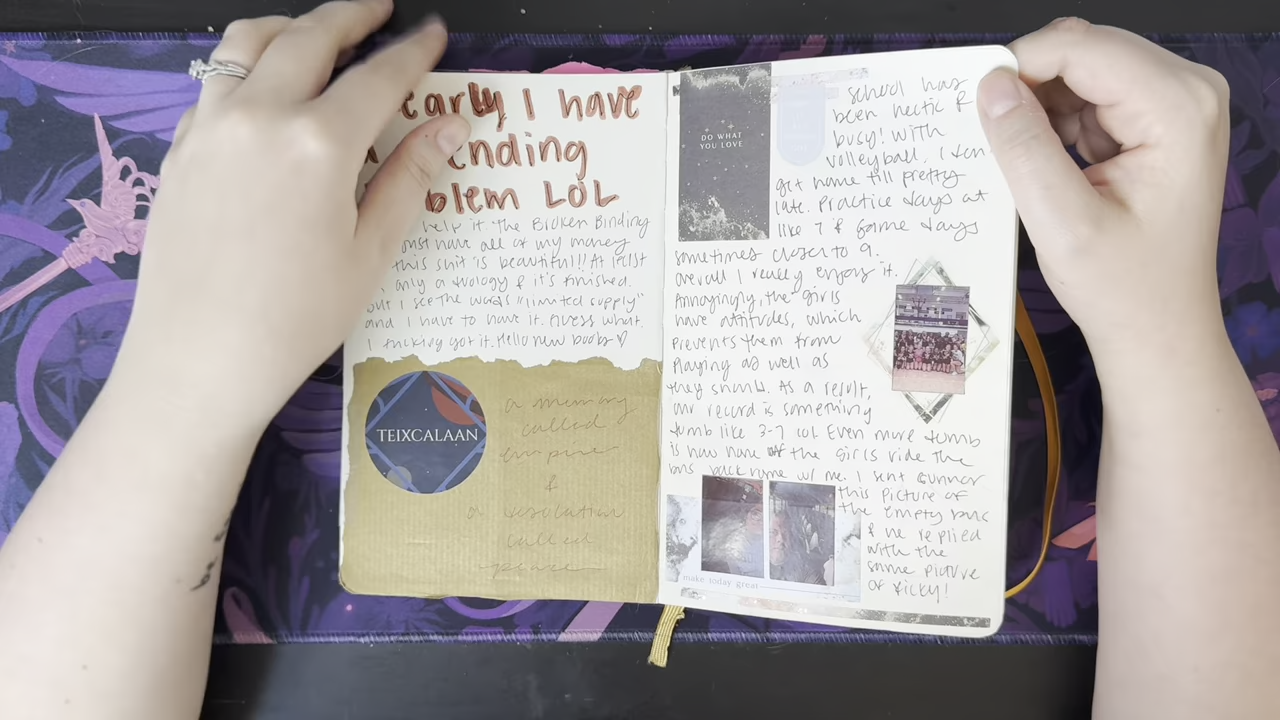 early I have
ending
blem LOL
help it. The Broken Binding
must have all of my money
this shit is beautiful!! At least
only a duology & it's finished.
but I see the words "limited supply"
and I have to have it. Guess what.
I fucking got it. Hello new books
TEIXCALAAN
a memory
called
empire
&
a desolation
called
peace
DO WHAT
YOU LOVE
school has
been hectic &
busy! With
volleyball, I don
get home till pretty
late. Practice days at
like 7 & game days
sometimes closer to 9.
Overall I really enjoy it.
Annoyingly, the girls
have attitudes, which
prevents them from
playing as well as
they should. As a result,
our record is something
dumb like 3-7 lol. Even more dumb
is how none of the girls ride the
bus back home w/ me. I sent Gunnar
this picture of
the empty bus
& he replied
with the
same picture
of Ricky!
make today great